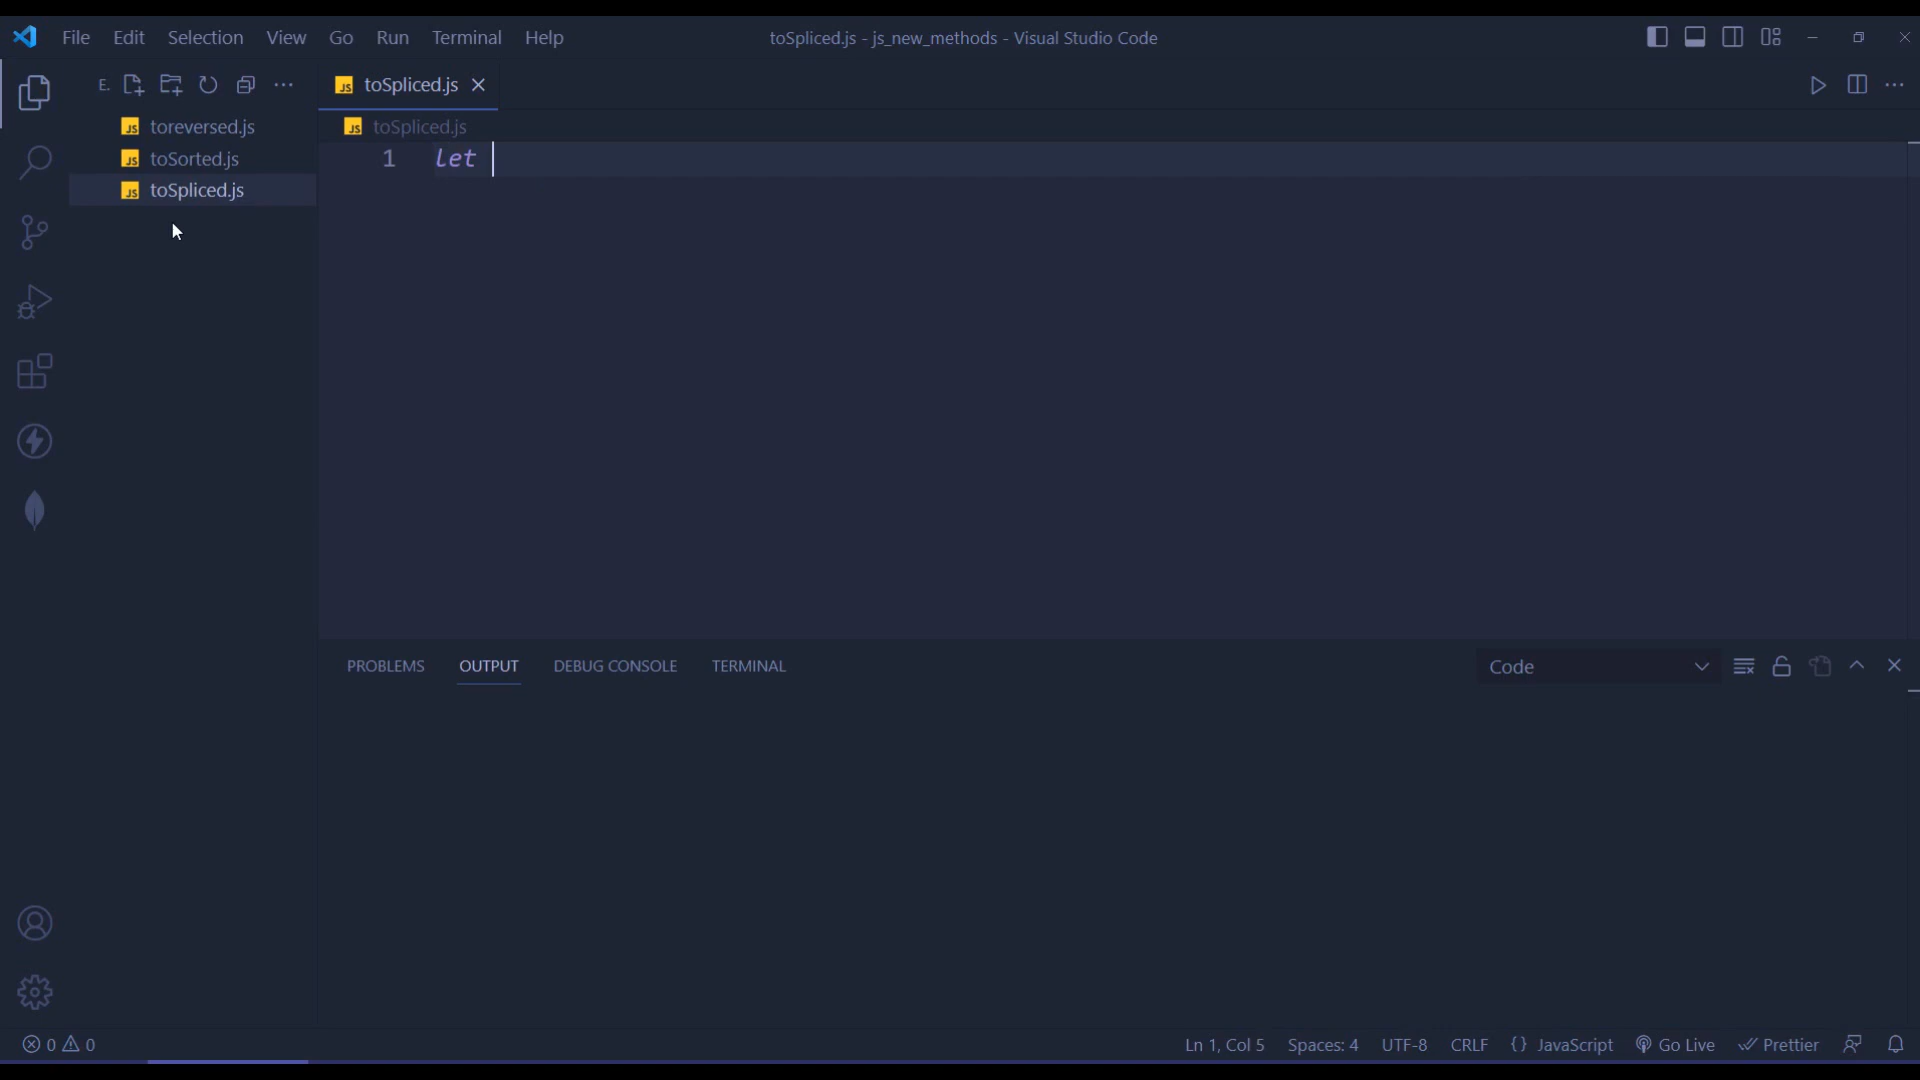 File Edit Selection View Go Run Terminal Help
toSpliced.js - js_new_methods - Visual Studio Code
E.
toreversed.js
toSorted.js
toSpliced.js
JS toSpliced.js
JS toSpliced.js
1 let
PROBLEMS OUTPUT DEBUG CONSOLE TERMINAL
Code
0 0
Ln 1, Col 5 Spaces: 4 UTF-8 CRLF {} JavaScript Go Live Prettier